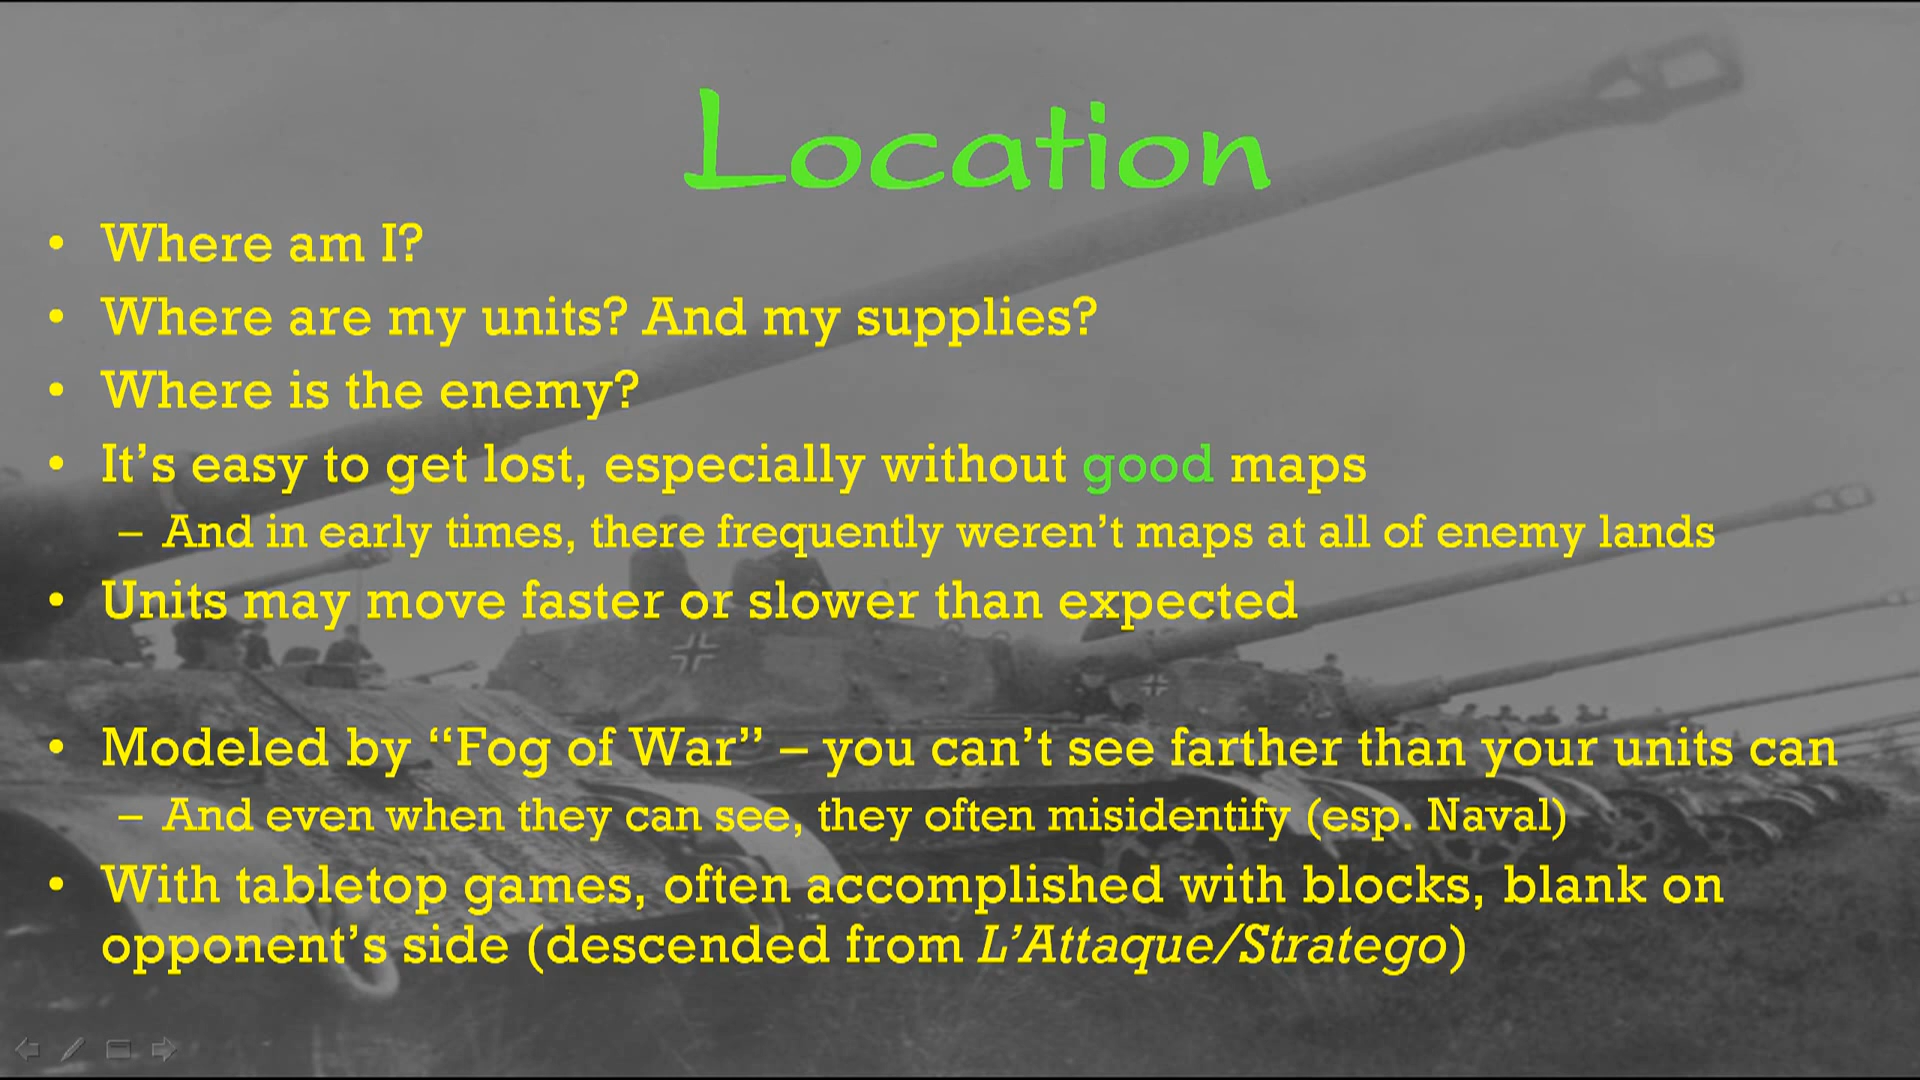 Location
• Where am I?
• Where are my units? And my supplies?
• Where is the enemy?
• It’s easy to get lost, especially without good maps
– And in early times, there frequently weren’t maps at all of enemy lands
• Units may move faster or slower than expected
• Modeled by “Fog of War” – you can’t see farther than your units can
– And even when they can see, they often misidentify (esp. Naval)
• With tabletop games, often accomplished with blocks, blank on
opponent’s side (descended from L’Attaque/Stratego)